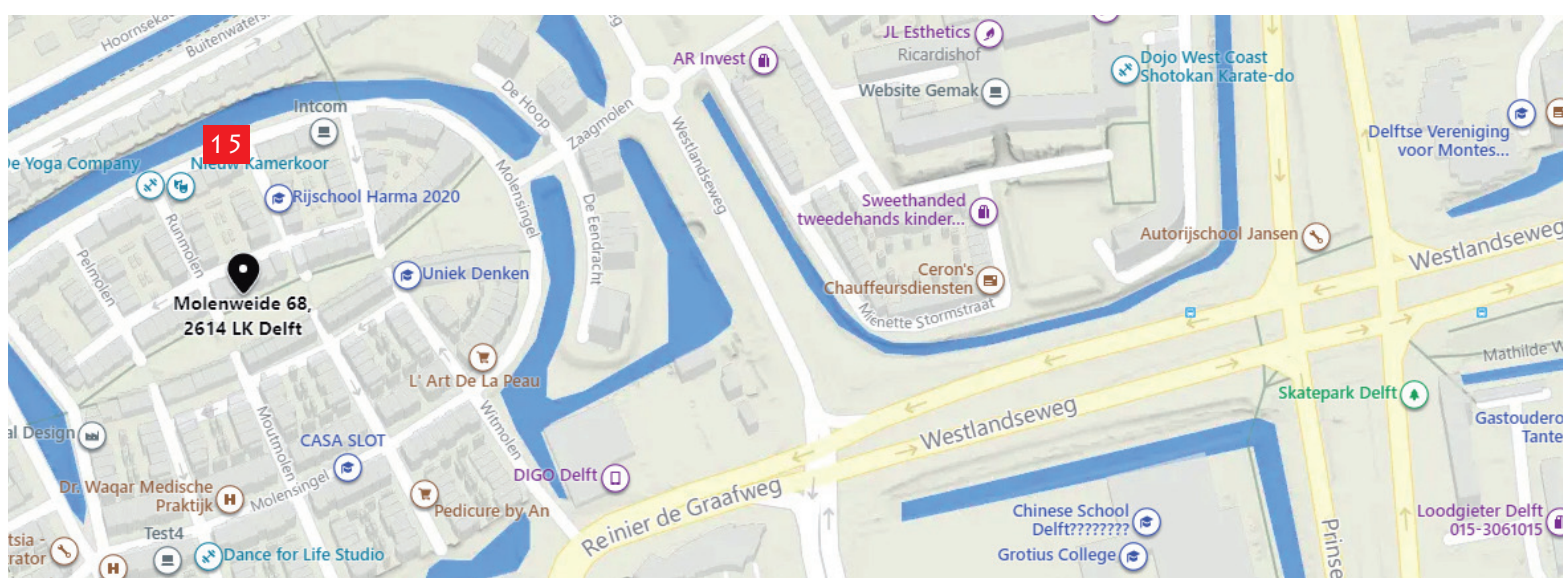 Hoornseka
Buitenwaters
weg
AR Invest
JL Esthetics
Ricardishof
Website Gemak
Dojo West Coast
Shotokan Karate-do
Delftse Vereniging
voor Montes...
De Hoop
Zaagmolen
Intcom
15
De Yoga Company
Nieuw Kamerkoor
Rijschool Harma 2020
Molensingel
De Eendracht
Westlandseweg
Sweethanded
tweedehands kinder...
Autorijschool Jansen
Westlandseweg
Runmolen
Pelmolen
Uniek Denken
Ceron's
Chauffeursdiensten
Molenweide 68,
2614 LK Delft
Mienette Stormstraat
Mathilde W
L' Art De La Peau
Skatepark Delft
Witmolen
Westlandseweg
Gastoudero
Tante
al Design
Moutmolen
CASA SLOT
DIGO Delft
Dr. Waqar Medische
Praktijk
Molensingel
Pedicure by An
Reinier de Graafweg
Chinese School
Delft????????
Grotius College
Prinse
Loodgieter Delft
015-3061015
tsia -
rator
Test4
Dance for Life Studio